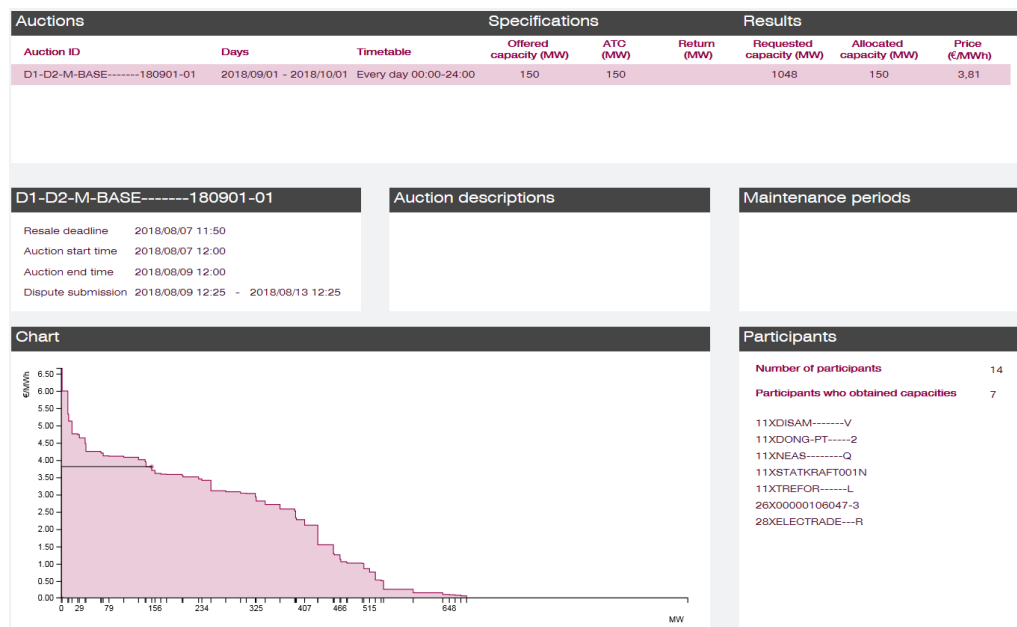 Auctions Specifications Results
Auction ID Days Timetable Offered capacity (MW) ATC (MW) Return (MW) Requested capacity (MW) Allocated capacity (MW) Price (€/MWh)
D1-D2-M-BASE-------180901-01 2018/09/01 - 2018/10/01 Every day 00:00-24:00 150 150 1048 150 3,81
D1-D2-M-BASE-------180901-01 Auction descriptions Maintenance periods
Resale deadline 2018/08/07 11:50
Auction start time 2018/08/07 12:00
Auction end time 2018/08/09 12:00
Dispute submission 2018/08/09 12:25 - 2018/08/13 12:25
Chart
€/MWh
6.50
6.00
5.50
5.00
4.50
4.00
3.50
3.00
2.50
2.00
1.50
1.00
0.50
0.00
0 29 79 156 234 325 407 466 515 648
MW
Participants
Number of participants 14
Participants who obtained capacities 7
11XDISAM-------V
11XDONG-PT-----2
11XNEAS--------Q
11XSTATKRAFT001N
11XTREFOR------L
26X00000106047-3
28XELECTRADE---R